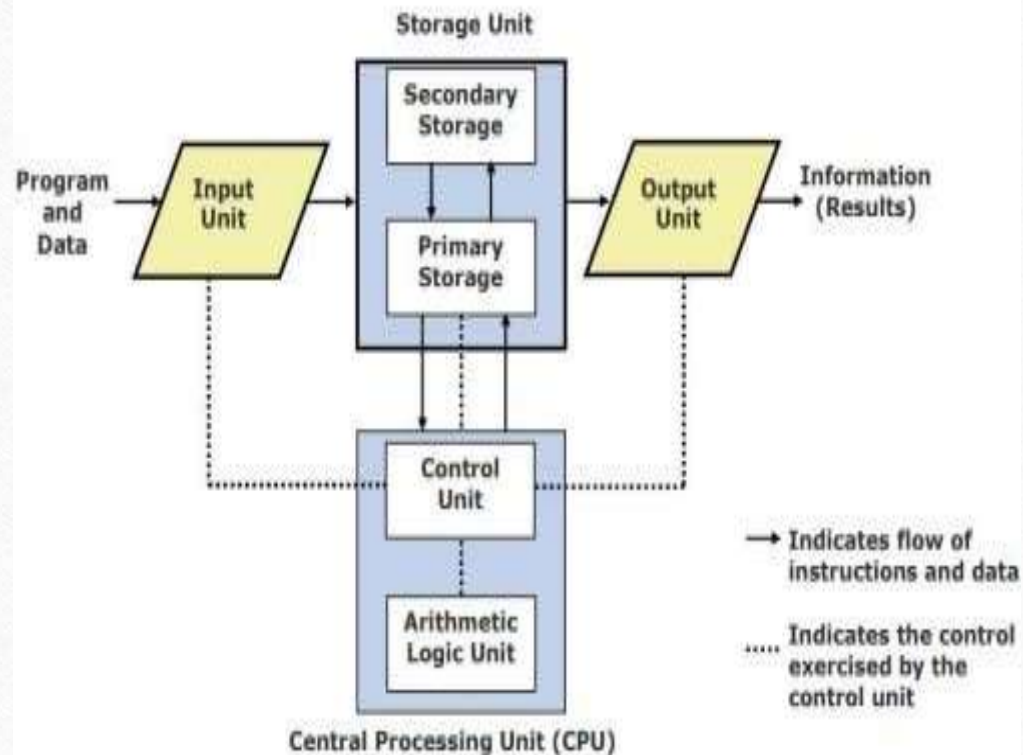 Storage Unit
Secondary
Storage
Program
and
Data
Input
Unit
Primary
Storage
Output
Unit
Information
(Results)
Control
Unit
Arithmetic
Logic Unit
Indicates flow of
instructions and data
Indicates the control
exercised by the
control unit
Central Processing Unit (CPU)